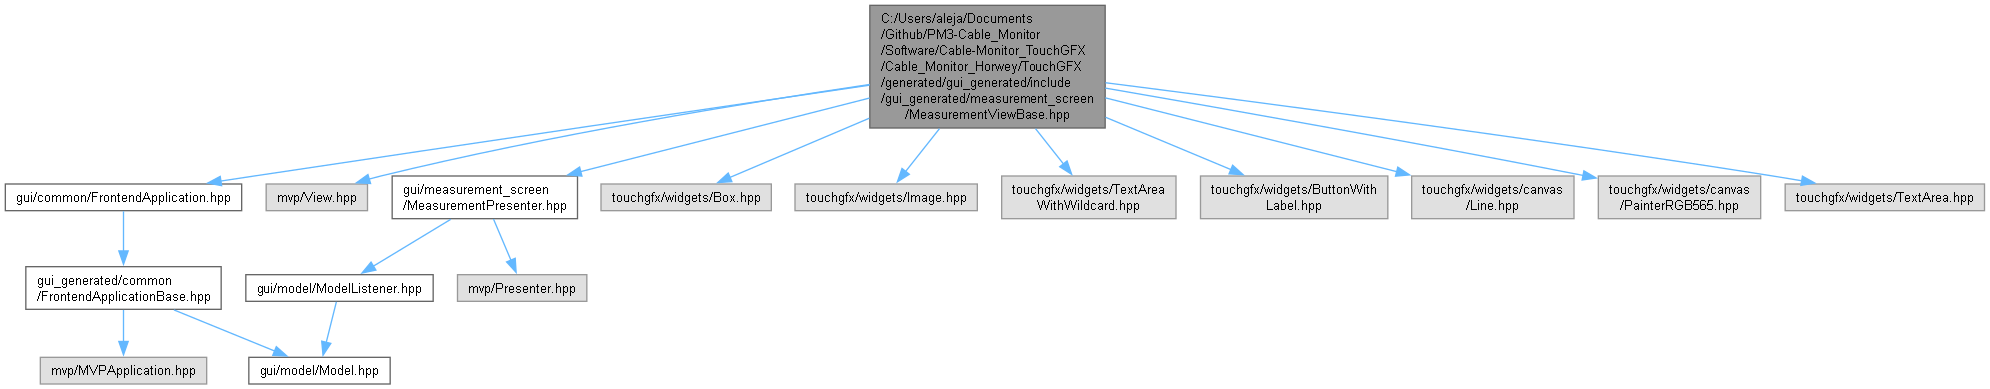 C:/Users/aleja/Documents
/Github/PM3-Cable_Monitor
/Software/Cable-Monitor_TouchGFX
/Cable_Monitor_Horwey/TouchGFX
/generated/gui_generated/include
/gui_generated/measurement_screen
/MeasurementViewBase.hpp
gui/common/FrontendApplication.hpp
mvp/View.hpp
gui/measurement_screen
/MeasurementPresenter.hpp
touchgfx/widgets/Box.hpp
touchgfx/widgets/Image.hpp
touchgfx/widgets/TextArea
WithWildcard.hpp
touchgfx/widgets/ButtonWith
Label.hpp
touchgfx/widgets/canvas
/Line.hpp
touchgfx/widgets/canvas
/PainterRGB565.hpp
touchgfx/widgets/TextArea.hpp
gui_generated/common
/FrontendApplicationBase.hpp
gui/model/ModelListener.hpp
mvp/Presenter.hpp
mvp/MVPApplication.hpp
gui/model/Model.hpp